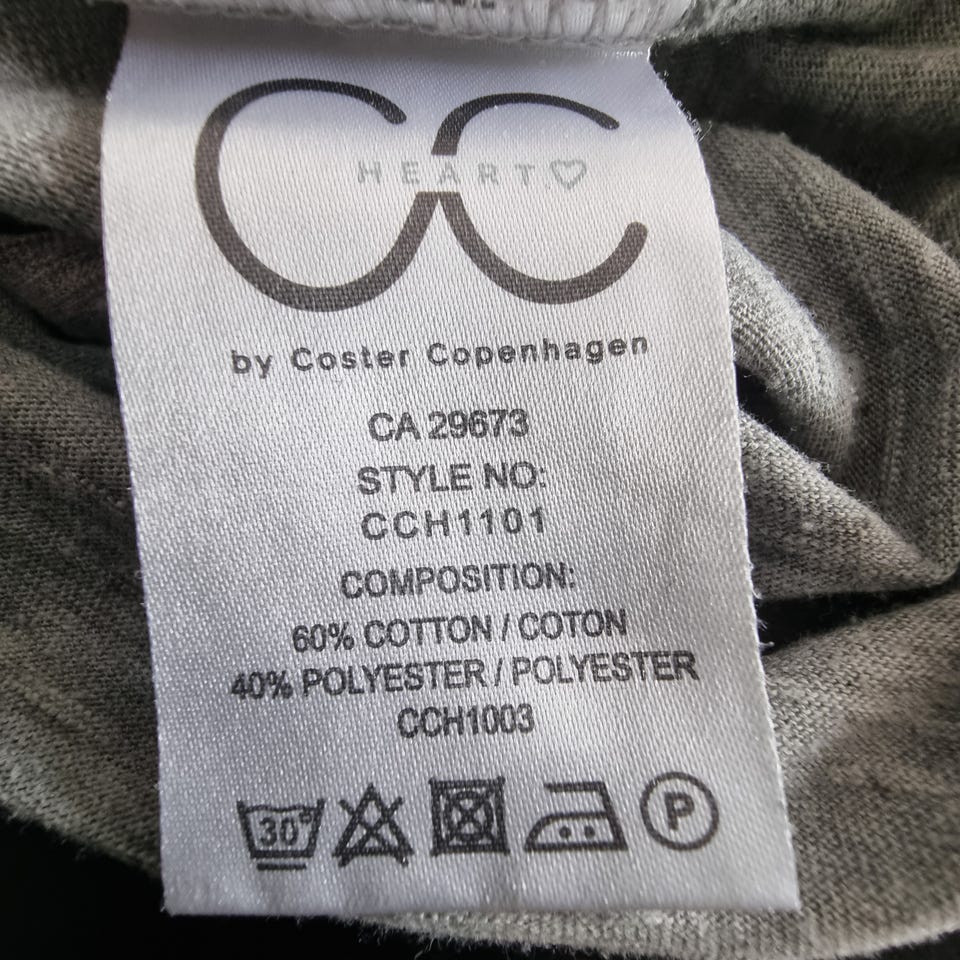 CC
HEART
by Coster Copenhagen
CA 29673
STYLE NO:
CCH1101
COMPOSITION:
60% COTTON / COTON
40% POLYESTER / POLYESTER
CCH1003
30° P